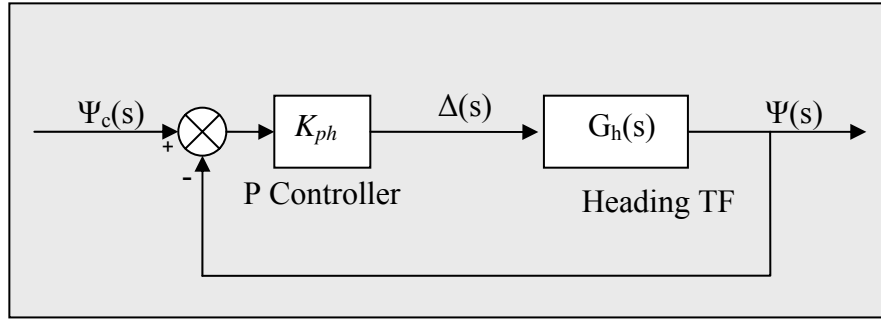 Ψc(s)
+
-
Kph
P Controller
Δ(s)
Gh(s)
Heading TF
Ψ(s)